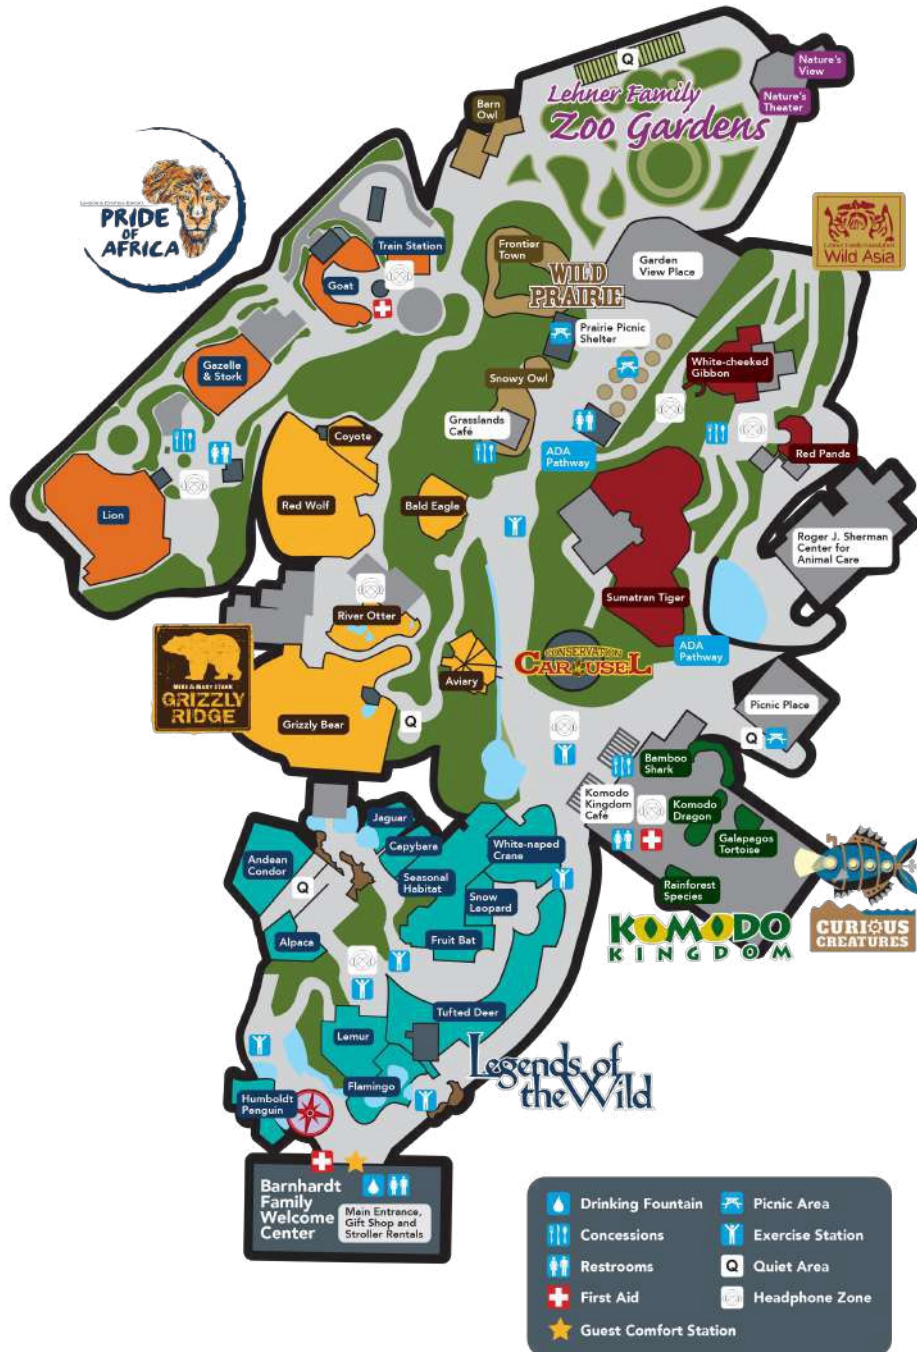 Q
Nature's
View
Nature's
Theater
Lehner Family
Zoo Gardens
Barn
Owl
PRIDE
OF
AFRICA
Train Station
Goat
Frontier
Town
WILD
PRAIRIE
Garden
View Place
Lehner Family Foundation
Wild Asia
Prairie Picnic
Shelter
Gazelle
& Stork
Snowy Owl
White-cheeked
Gibbon
Grasslands
Café
Coyote
ADA
Pathway
Red Panda
Lion
Red Wolf
Bald Eagle
Roger J. Sherman
Center for
Animal Care
River Otter
Sumatran Tiger
MIKE & MARY STARK
GRIZZLY
RIDGE
Aviary
CONSERVATION
CAROUSEL
ADA
Pathway
Grizzly Bear
Q
Picnic Place
Q
Bamboo
Shark
Komodo
Kingdom
Café
Komodo
Dragon
Galapagos
Tortoise
Jaguar
Capybara
White-naped
Crane
Andean
Condor
Q
Seasonal
Habitat
Snow
Leopard
Rainforest
Species
KOMODO
KINGDOM
CURIOUS
CREATURES
Alpaca
Fruit Bat
Tufted Deer
Lemur
Legends of
the Wild
Flamingo
Humboldt
Penguin
Barnhardt
Family
Welcome
Center
Main Entrance,
Gift Shop and
Stroller Rentals
Drinking Fountain
Concessions
Restrooms
First Aid
Guest Comfort Station
Picnic Area
Exercise Station
Q Quiet Area
Headphone Zone